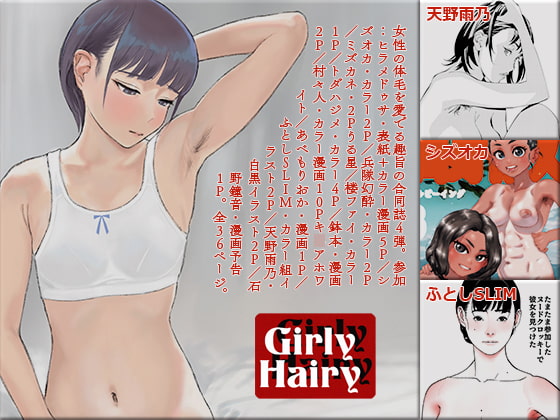 女性の体毛を愛でる趣旨の合同誌4弾。参加
：ヒラメドゥサ・表紙＋カラー漫画5P／シ
ズオカ・カラー2P／兵隊幻酔・カラー2P
／ミズカネ・2Pうる星／楼ファイ・カラー
1P／トダハジメ・カラー4P／鉢本・漫画
2P／村さ人・カラー漫画10Pキ アホワ
イト／あべもりおか・漫画1P／
ふとしSLIM・カラー組イ
ラスト2P／天野雨乃・
白黒イラスト2P／石
野鐘音・漫画予告
1P。全36ページ。
Girly
Hairy
天野雨乃
シズオカ
ふとしSLIM
たまたま参加した
ヌードクロッキーで
彼女を見つけた